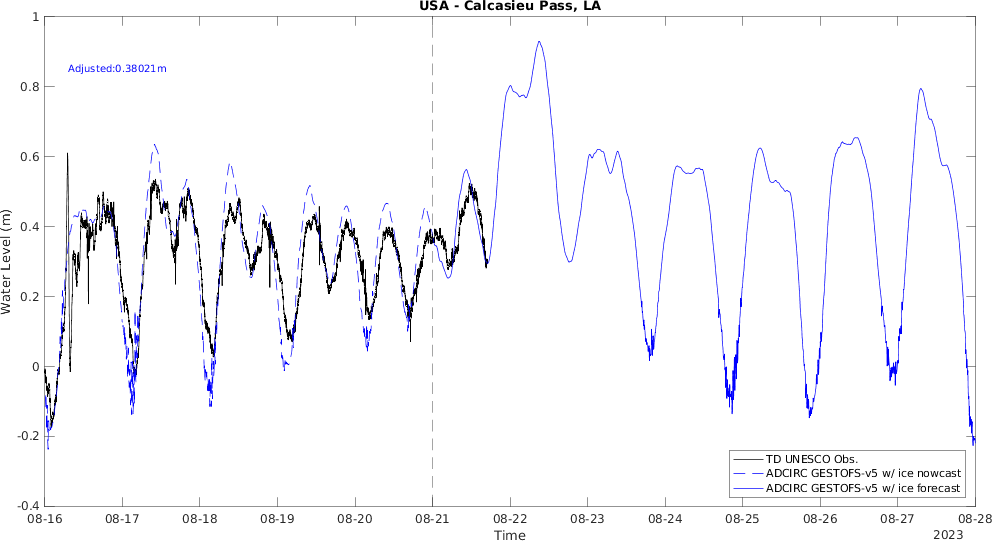 USA - Calcasieu Pass, LA
1
0.8
0.6
0.4
0.2
0
-0.2
-0.4
Water Level (m)
Adjusted:0.38021m
TD UNESCO Obs.
ADCIRC GESTOFS-v5 w/ ice nowcast
ADCIRC GESTOFS-v5 w/ ice forecast
08-16 08-17 08-18 08-19 08-20 08-21 08-22 08-23 08-24 08-25 08-26 08-27 08-28
Time
2023